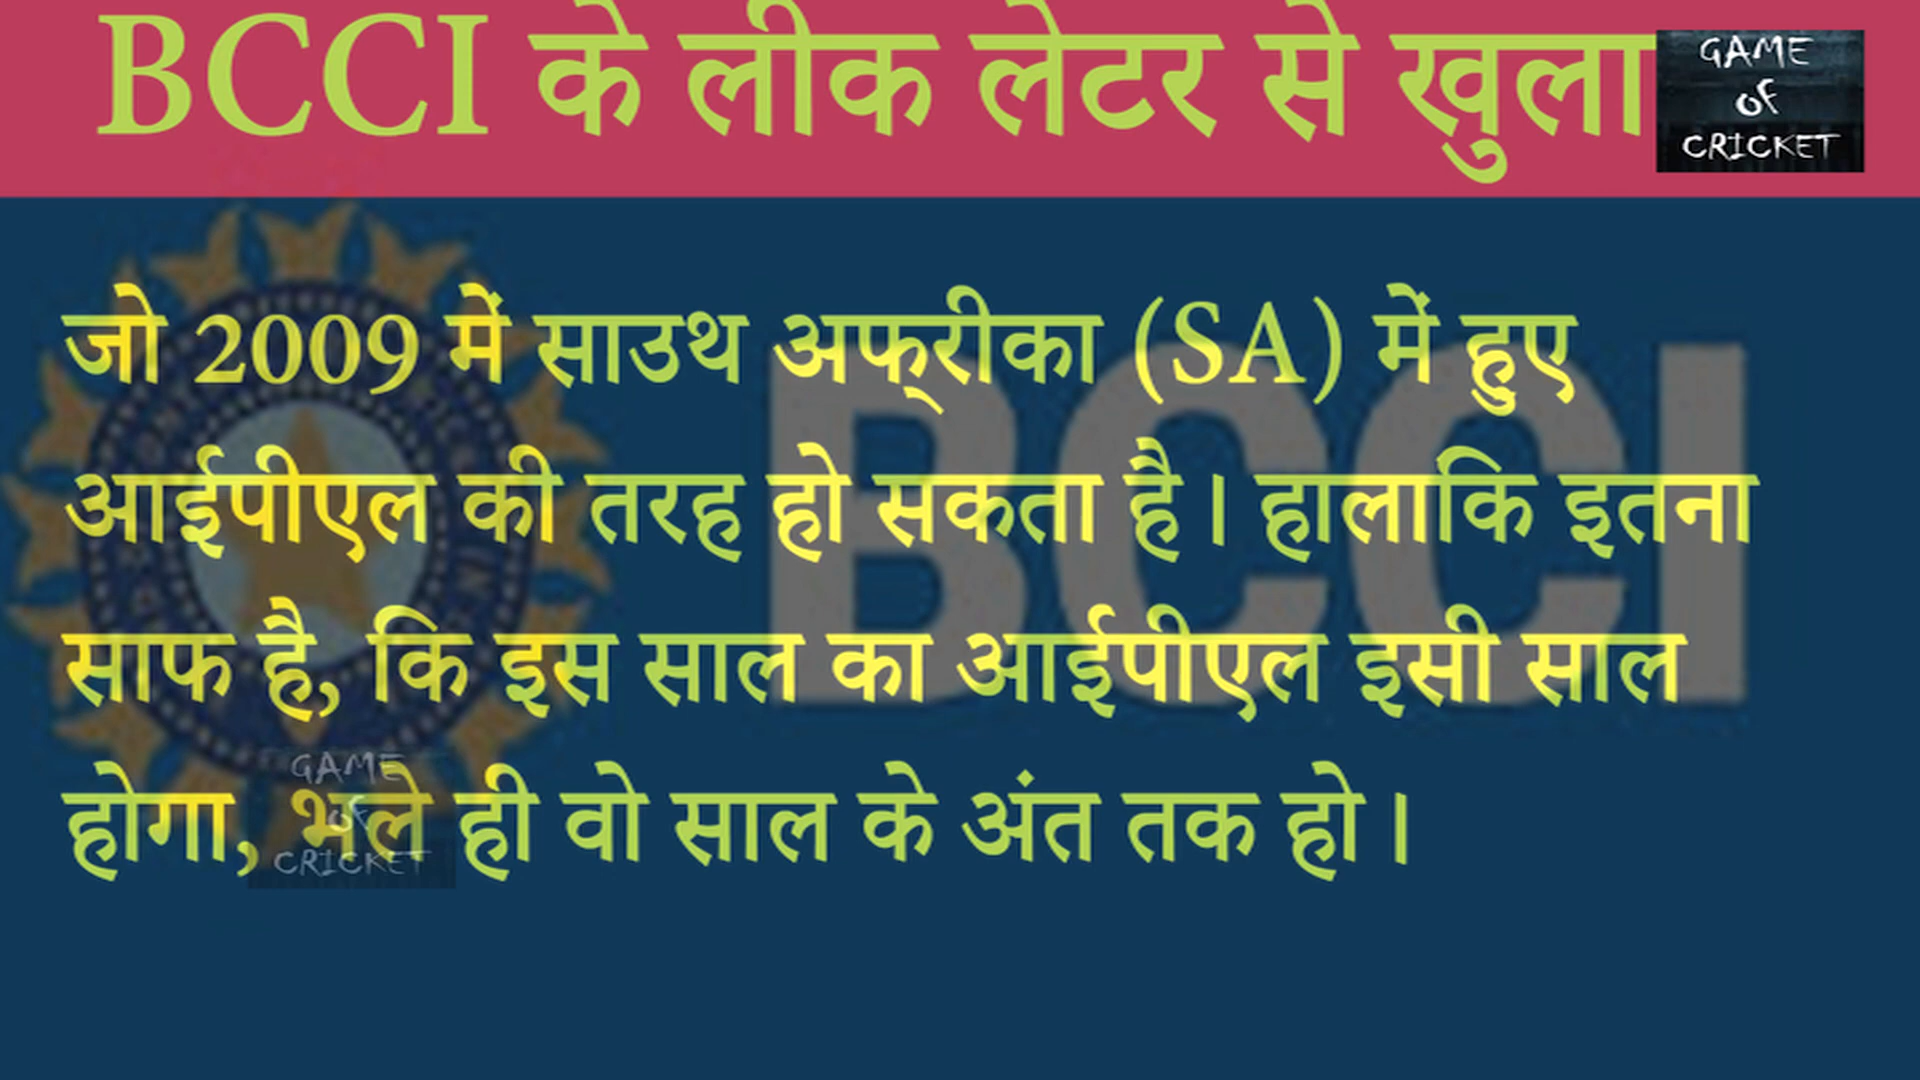 BCCI के लीक लेटर से खुला
GAME
of
CRICKET
जो 2009 में साउथ अफ्‌रीका (SA) में हुए
आईपीएल की तरह हो सकता है। हालाकि इतना
साफ है, कि इस साल का आईपीएल इसी साल
होगा, भले ही वो साल के अंत तक हो।
GAME
of
CRICKET
BCCI